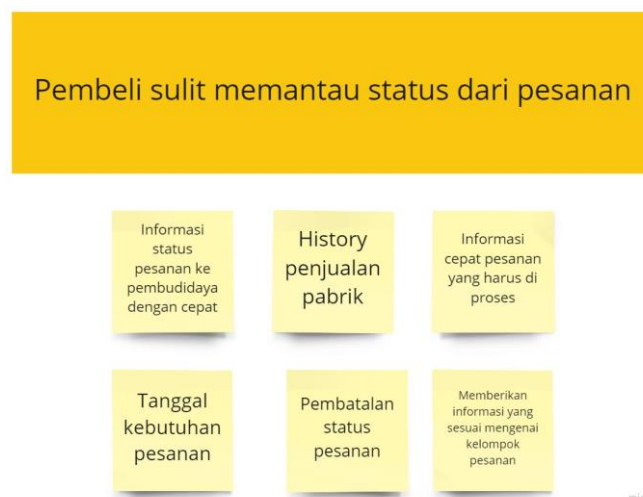 Pembeli sulit memantau status dari pesanan
Informasi
status
pesanan ke
pembudidaya
dengan cepat
History
penjualan
pabrik
Informasi
cepat pesanan
yang harus di
proses
Tanggal
kebutuhan
pesanan
Pembatalan
status
pesanan
Memberikan
informasi yang
sesuai mengenai
kelompok
pesanan